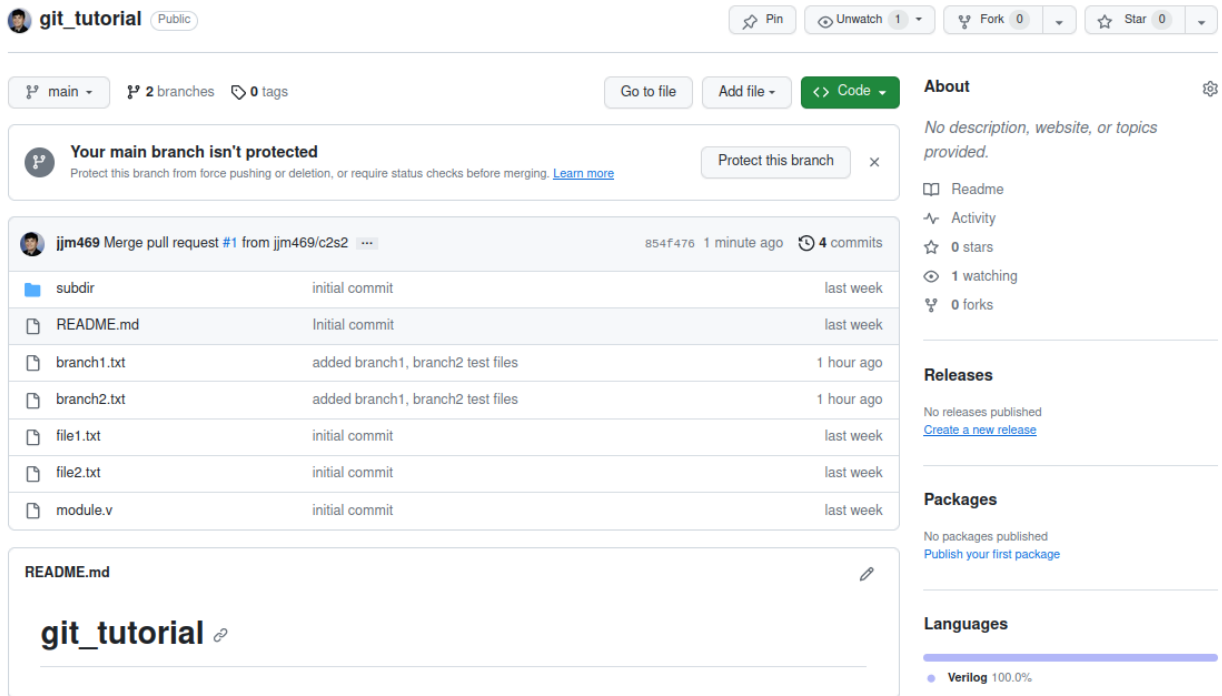 git_tutorial Public Pin Unwatch 1 Fork 0 Star 0
main 2 branches 0 tags Go to file Add file Code
Your main branch isn't protected
Protect this branch from force pushing or deletion, or require status checks before merging. Learn more
Protect this branch
jjm469 Merge pull request #1 from jjm469/c2s2 ... 854f476 1 minute ago 4 commits
subdir initial commit last week
README.md Initial commit last week
branch1.txt added branch1, branch2 test files 1 hour ago
branch2.txt added branch1, branch2 test files 1 hour ago
file1.txt initial commit last week
file2.txt initial commit last week
module.v initial commit last week
README.md
git_tutorial
About
No description, website, or topics
provided.
Readme
Activity
0 stars
1 watching
0 forks
Releases
No releases published
Create a new release
Packages
No packages published
Publish your first package
Languages
Verilog 100.0%